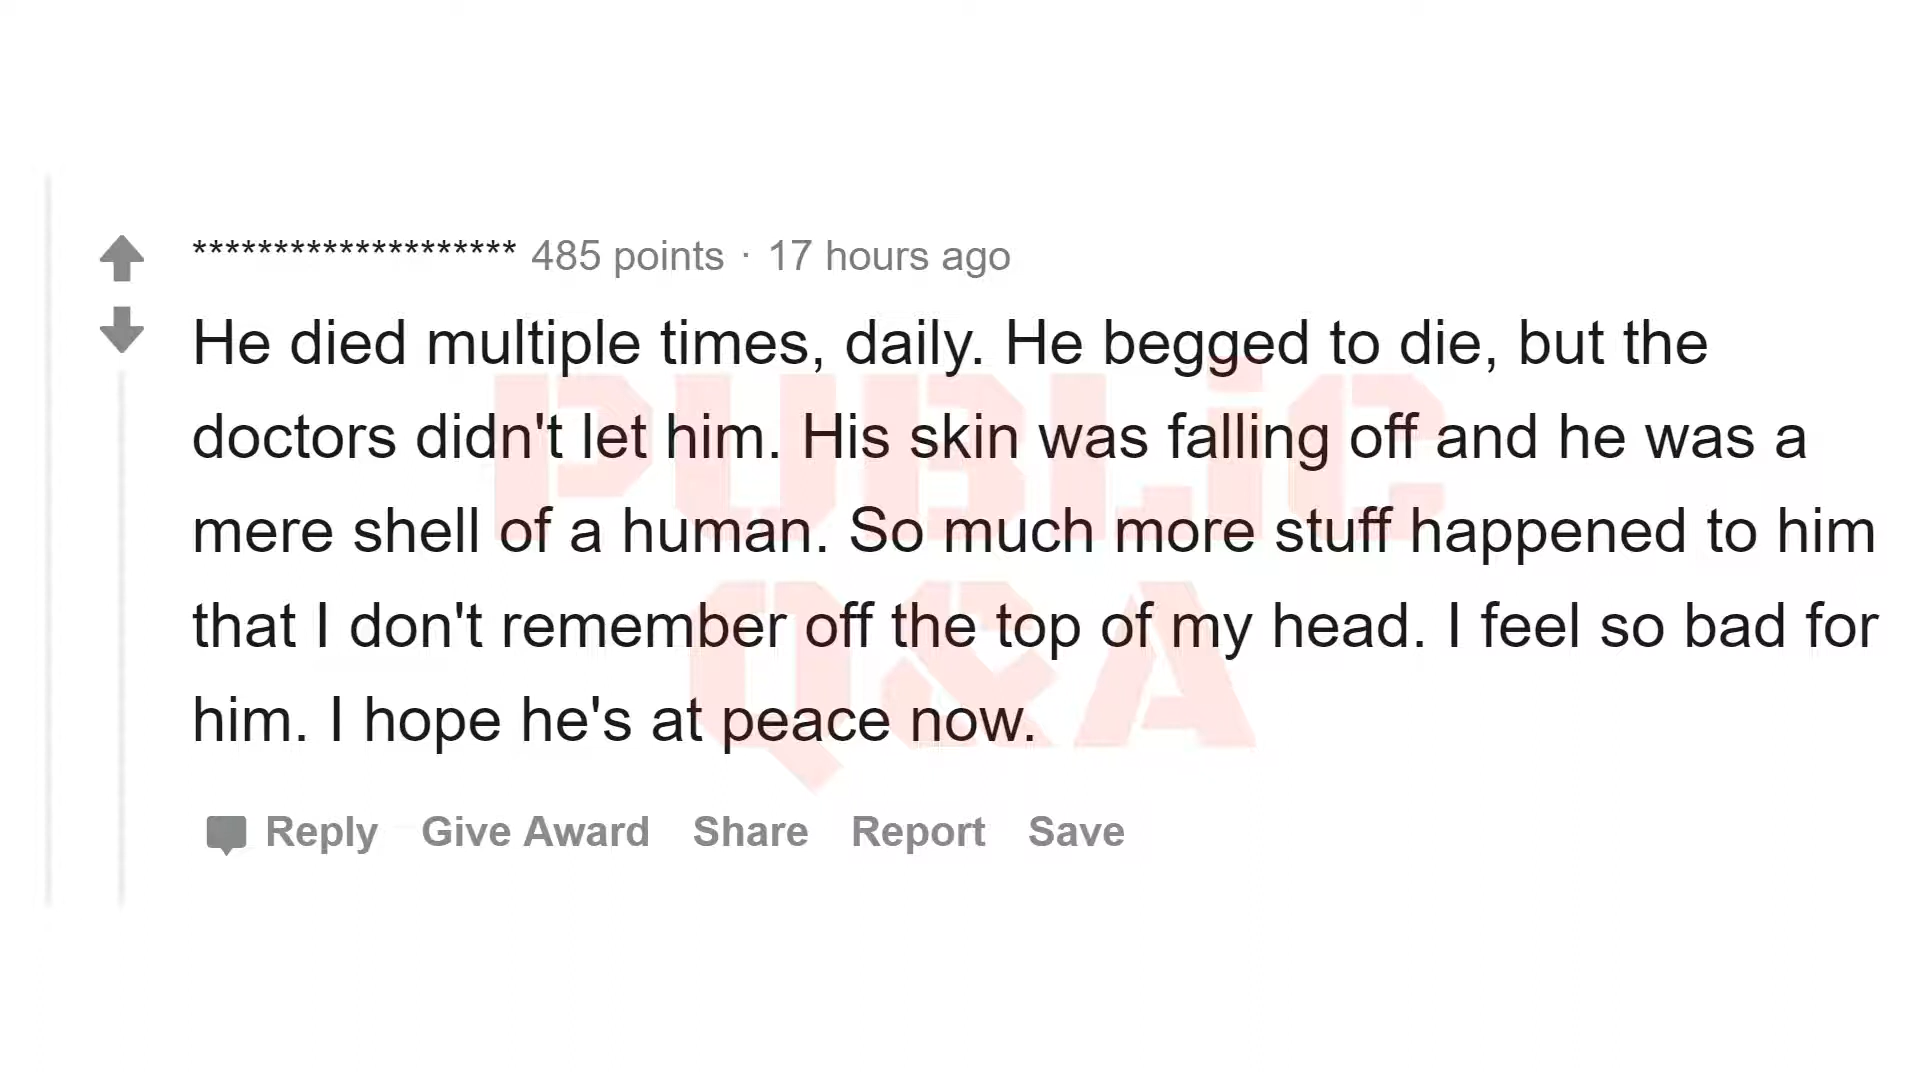 ******************** 485 points · 17 hours ago
He died multiple times, daily. He begged to die, but the
doctors didn't let him. His skin was falling off and he was a
mere shell of a human. So much more stuff happened to him
that I don't remember off the top of my head. I feel so bad for
him. I hope he's at peace now.
PUBLiC
Q&A
Reply Give Award Share Report Save